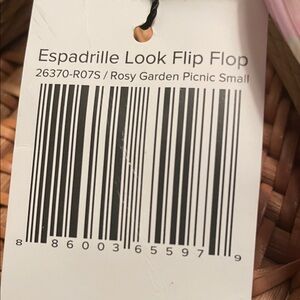 Espadrille Look Flip Flop
26370-R07S / Rosy Garden Picnic Small
8 86003 65597 9